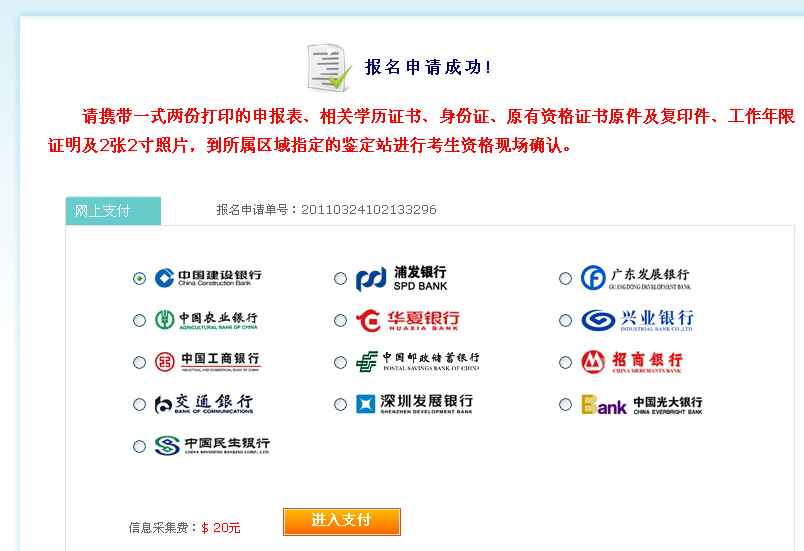 报名申请成功!
请携带一式两份打印的申报表、相关学历证书、身份证、原有资格证书原件及复印件、工作年限
证明及2张2寸照片，到所属区域指定的鉴定站进行考生资格现场确认。
网上支付
报名申请单号：20110324102133296
中国建设银行
China Construction Bank
浦发银行
SPD BANK
广东发展银行
GUANGDONG DEVELOPMENT BANK
中国农业银行
AGRICULTURAL BANK OF CHINA
华夏银行
HUAXIA BANK
兴业银行
INDUSTRIAL BANK CO.,LTD.
中国工商银行
INDUSTRIAL AND COMMERCIAL BANK OF CHINA
中国邮政储蓄银行
POSTAL SAVINGS BANK OF CHINA
招商银行
CHINA MERCHANTS BANK
交通银行
BANK OF COMMUNICATIONS
深圳发展银行
SHENZHEN DEVELOPMENT BANK
Bank
中国光大银行
CHINA EVERBRIGHT BANK
中国民生银行
CHINA MINSHENG BANKING CORP., LTD.
信息采集费：$ 20元
进入支付